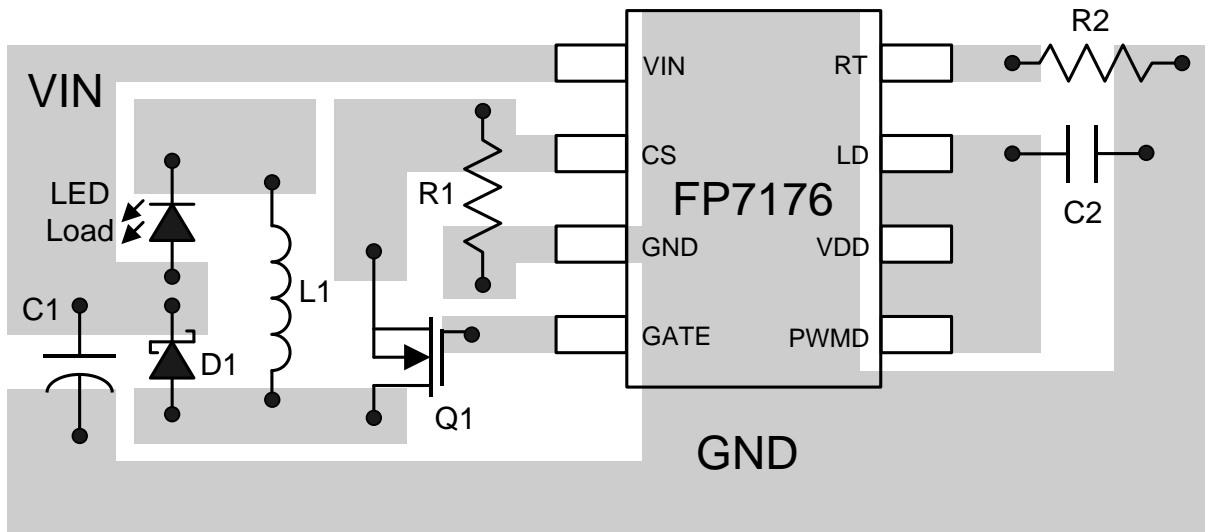 R2
VIN
RT
VIN
CS
LD
LED
Load
R1
FP7176
C2
GND
VDD
L1
C1
GATE
PWMD
D1
Q1
GND